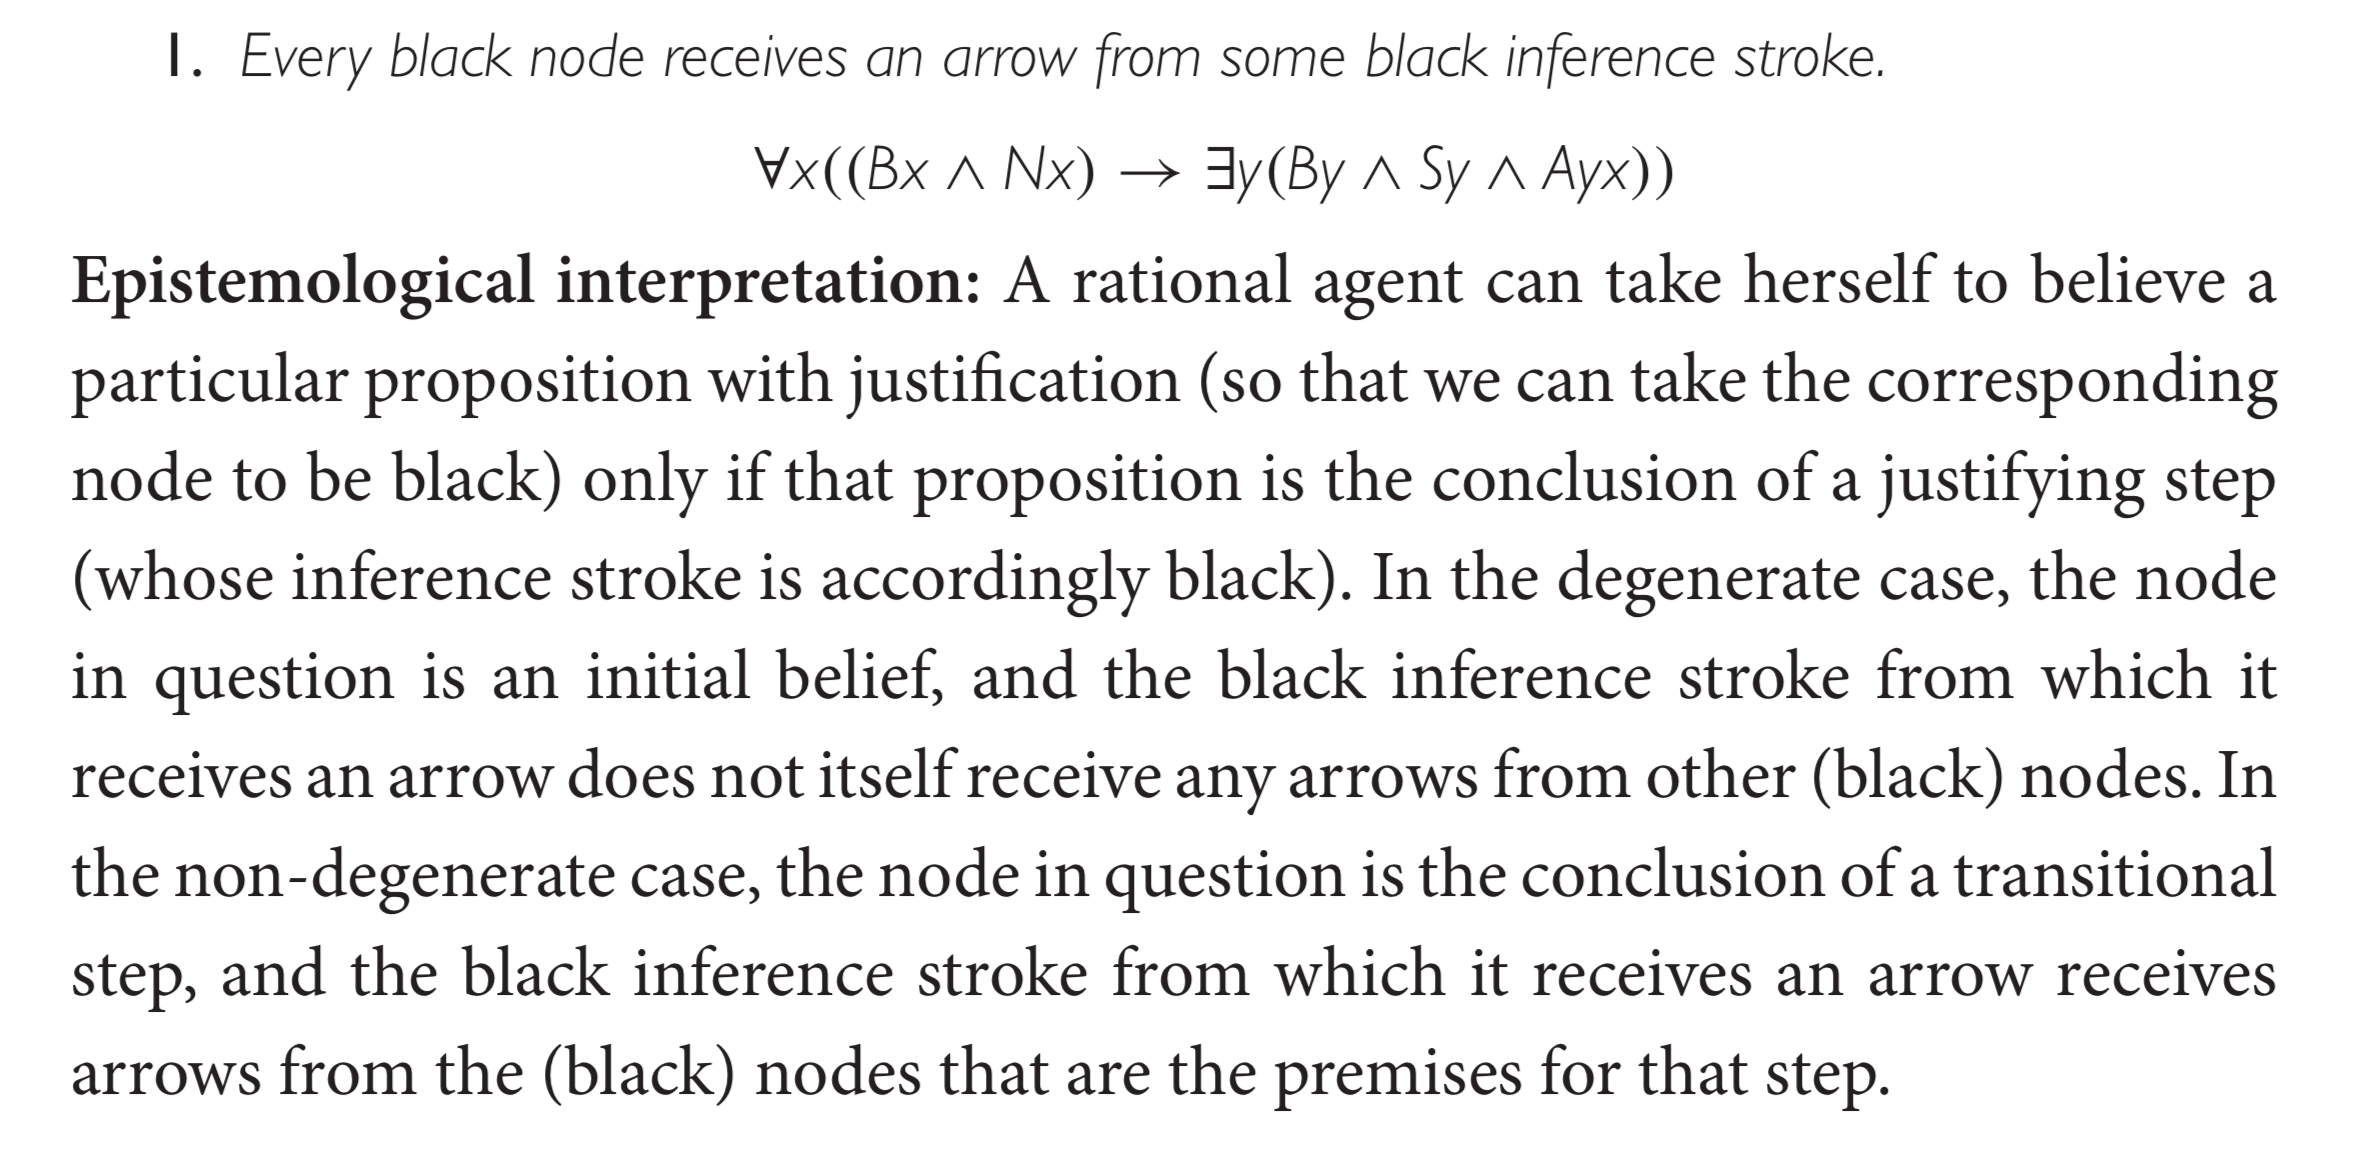 1. Every black node receives an arrow from some black inference stroke.
∀x((Bx ∧ Nx) → ∃y(By ∧ Sy ∧ Ayx))
Epistemological interpretation: A rational agent can take herself to believe a
particular proposition with justification (so that we can take the corresponding
node to be black) only if that proposition is the conclusion of a justifying step
(whose inference stroke is accordingly black). In the degenerate case, the node
in question is an initial belief, and the black inference stroke from which it
receives an arrow does not itself receive any arrows from other (black) nodes. In
the non-degenerate case, the node in question is the conclusion of a transitional
step, and the black inference stroke from which it receives an arrow receives
arrows from the (black) nodes that are the premises for that step.